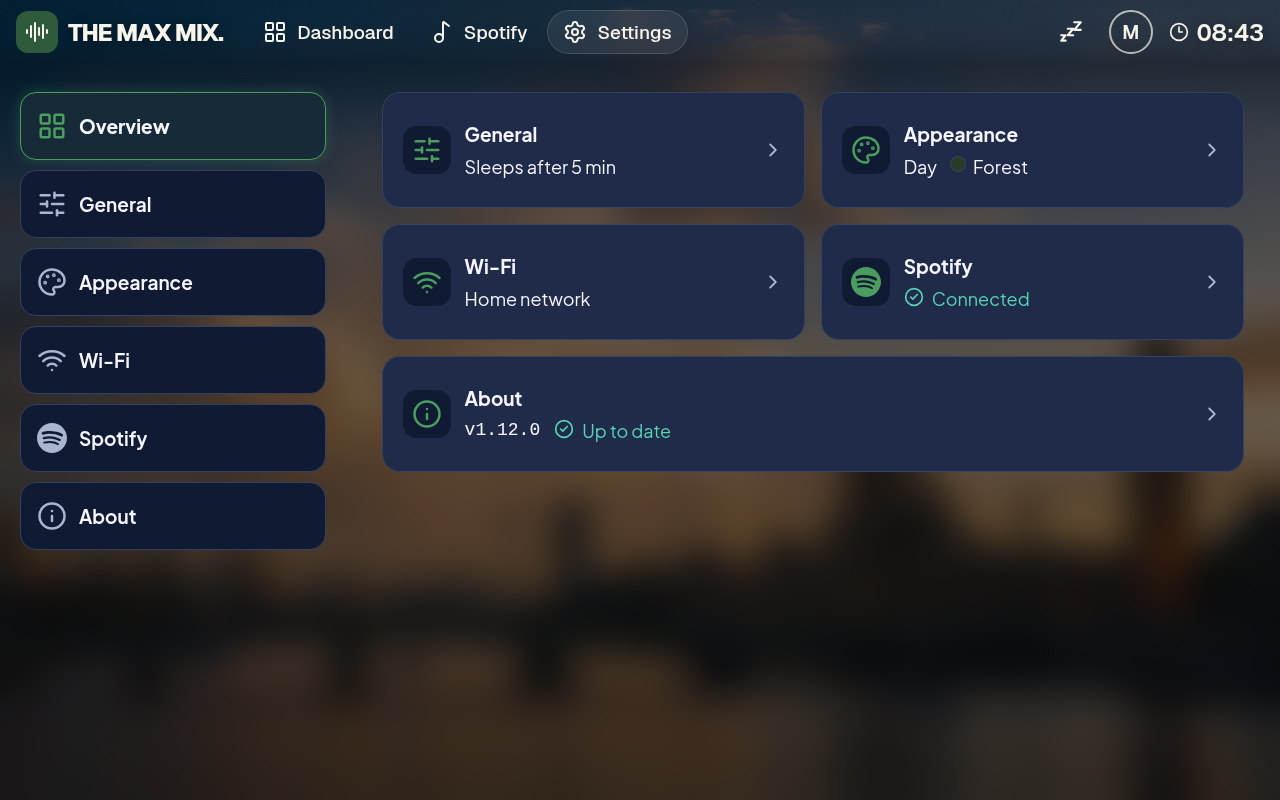 THE MAX MIX.
Dashboard
Spotify
Settings
M
08:43
Overview
General
Appearance
Wi-Fi
Spotify
About
General
Sleeps after 5 min
Appearance
Day Forest
Wi-Fi
Home network
Spotify
Connected
About
v1.12.0 Up to date